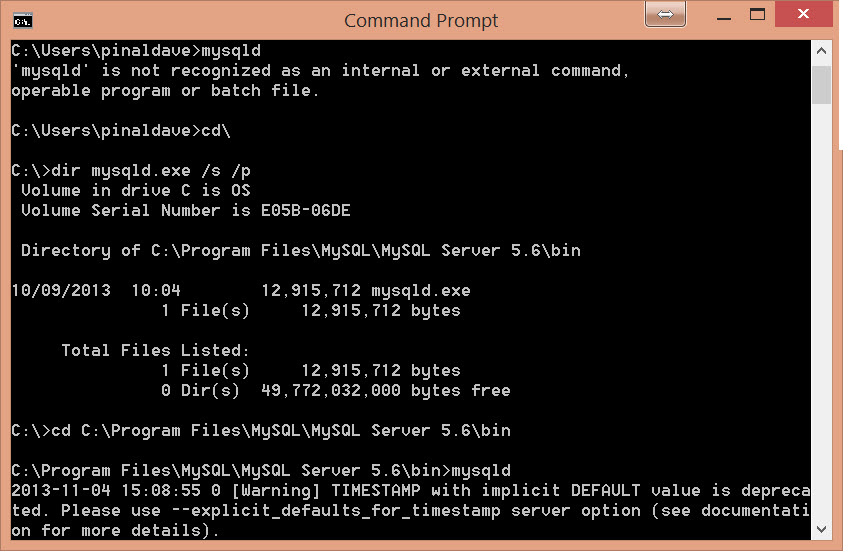 Command Prompt
C:\Users\pinaldave>mysqld
'mysqld' is not recognized as an internal or external command,
operable program or batch file.
C:\Users\pinaldave>cd\
C:\>dir mysqld.exe /s /p
Volume in drive C is OS
Volume Serial Number is E05B-06DE
Directory of C:\Program Files\MySQL\MySQL Server 5.6\bin
10/09/2013  10:04        12,915,712 mysqld.exe
1 File(s)     12,915,712 bytes
Total Files Listed:
1 File(s)     12,915,712 bytes
0 Dir(s)  49,772,032,000 bytes free
C:\>cd C:\Program Files\MySQL\MySQL Server 5.6\bin
C:\Program Files\MySQL\MySQL Server 5.6\bin>mysqld
2013-11-04 15:08:55 0 [Warning] TIMESTAMP with implicit DEFAULT value is depreca
ted. Please use --explicit_defaults_for_timestamp server option (see documentati
on for more details).